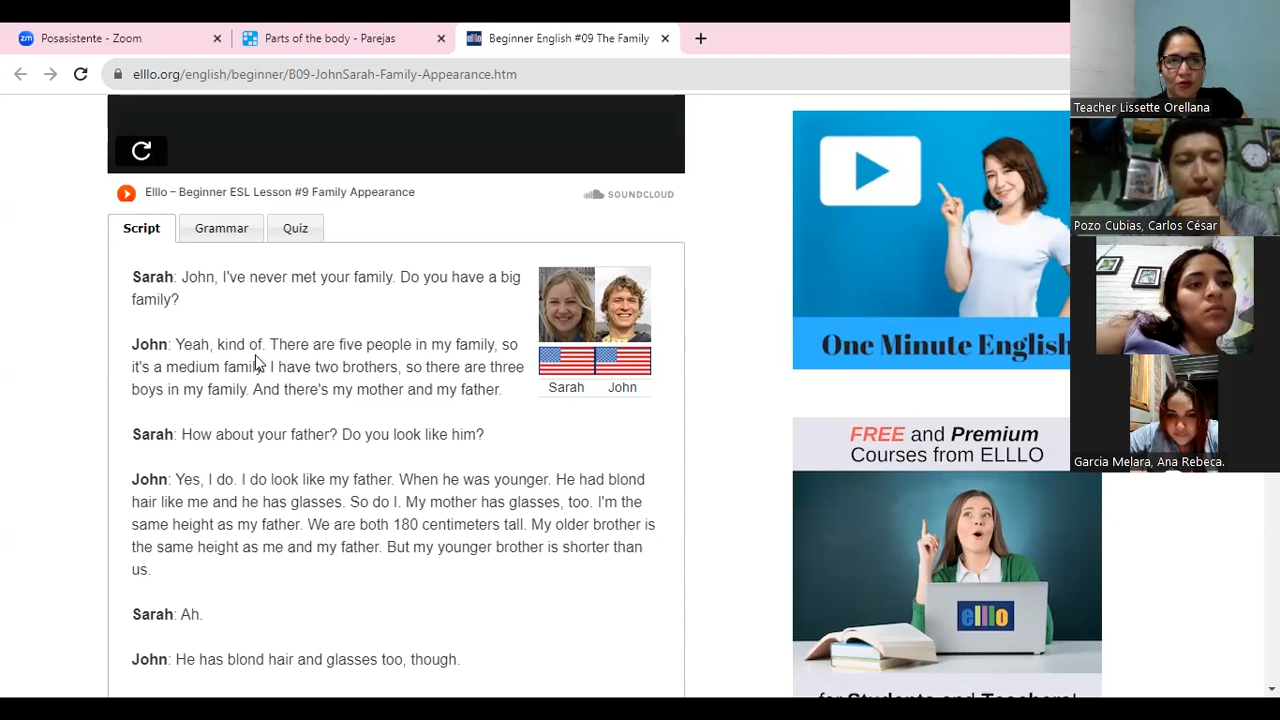 Posasistente - Zoom
Parts of the body - Parejas
Beginner English #09 The Family
elllo.org/english/beginner/B09-JohnSarah-Family-Appearance.htm
Elllo – Beginner ESL Lesson #9 Family Appearance
SOUNDCLOUD
Script
Grammar
Quiz
Sarah: John, I've never met your family. Do you have a big
family?
John: Yeah, kind of. There are five people in my family, so
it's a medium family. I have two brothers, so there are three
boys in my family. And there's my mother and my father.
Sarah
John
Sarah: How about your father? Do you look like him?
John: Yes, I do. I do look like my father. When he was younger. He had blond
hair like me and he has glasses. So do I. My mother has glasses, too. I'm the
same height as my father. We are both 180 centimeters tall. My older brother is
the same height as me and my father. But my younger brother is shorter than
us.
Sarah: Ah.
John: He has blond hair and glasses too, though.
One Minute English
FREE and Premium
Courses from ELLLO
elllo
for Students and Teachers!
Teacher Lissette Orellana
Pozo Cubias, Carlos César
Garcia Melara, Ana Rebeca.